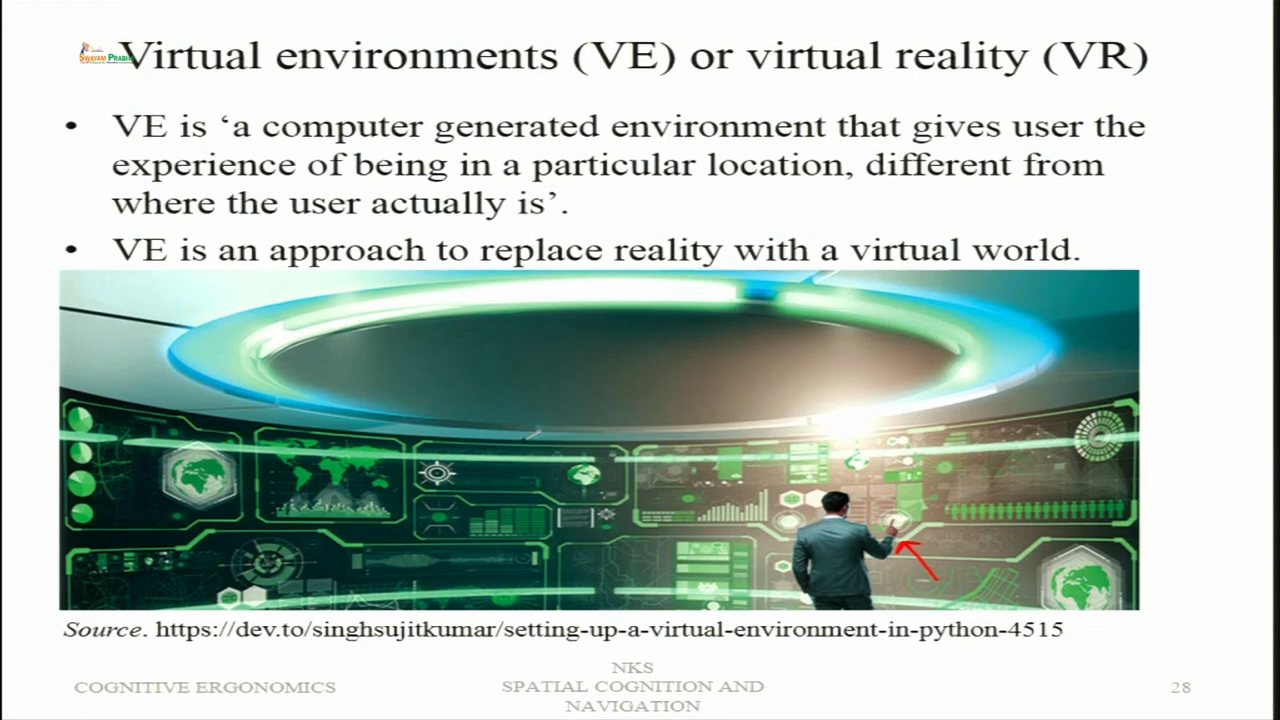 Virtual environments (VE) or virtual reality (VR)
SWAYAM PRABHA
• VE is ‘a computer generated environment that gives user the
experience of being in a particular location, different from
where the user actually is’.
• VE is an approach to replace reality with a virtual world.
Source. https://dev.to/singhsujitkumar/setting-up-a-virtual-environment-in-python-4515
COGNITIVE ERGONOMICS
NKS
SPATIAL COGNITION AND
NAVIGATION
28